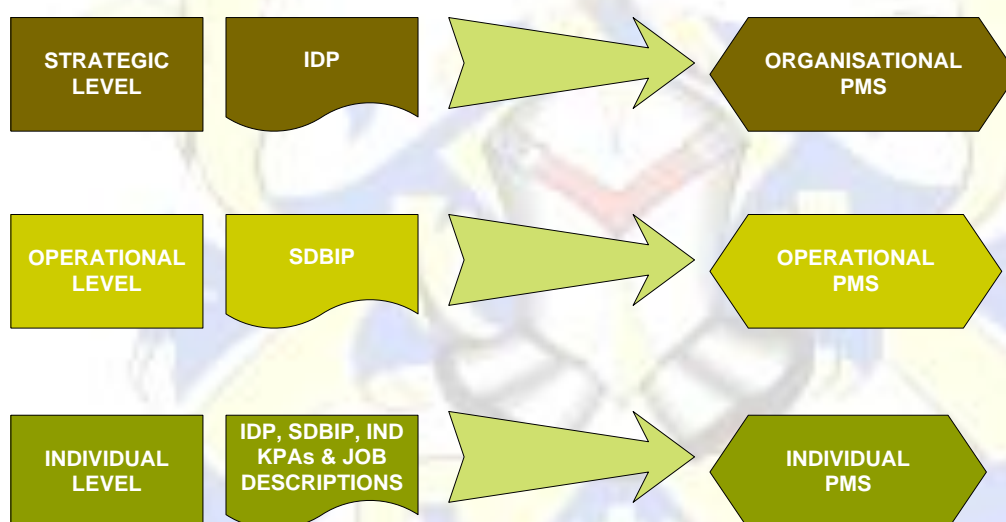 STRATEGIC
LEVEL
IDP
ORGANISATIONAL
PMS
OPERATIONAL
LEVEL
SDBIP
OPERATIONAL
PMS
INDIVIDUAL
LEVEL
IDP, SDBIP, IND
KPAs & JOB
DESCRIPTIONS
INDIVIDUAL
PMS